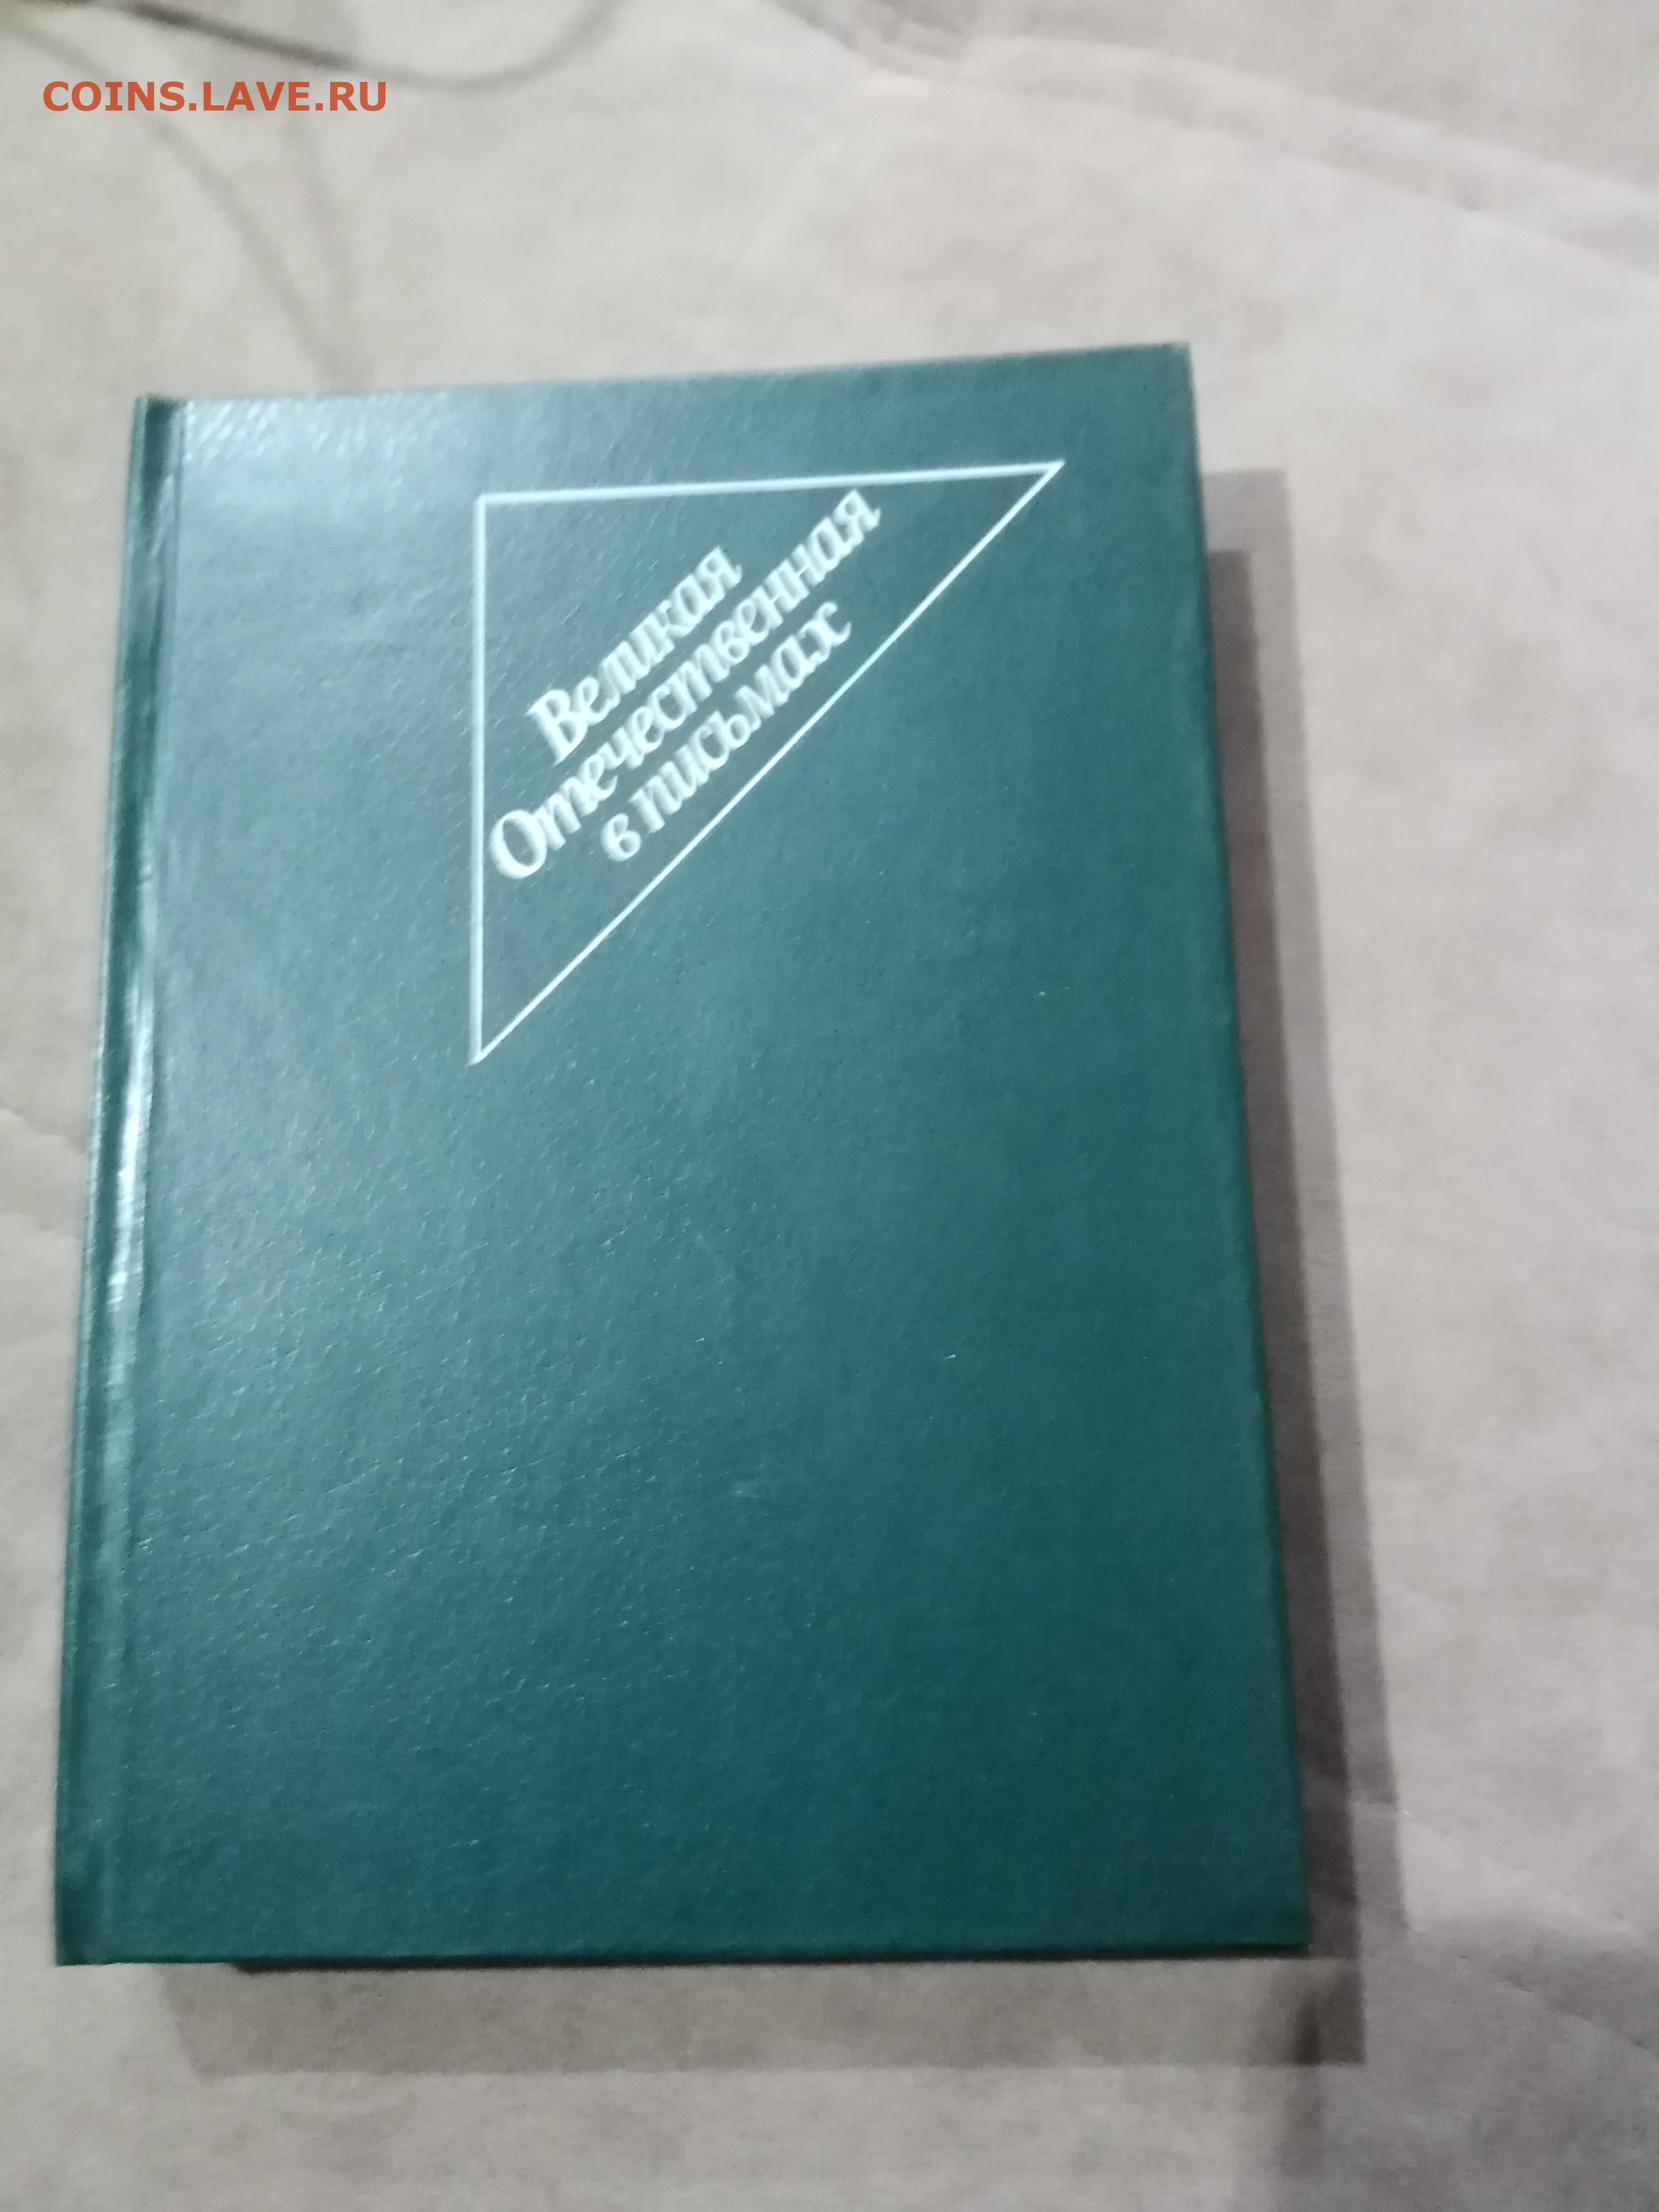 COINS.LAVE.RU
Великая
Отечественная
в письмах